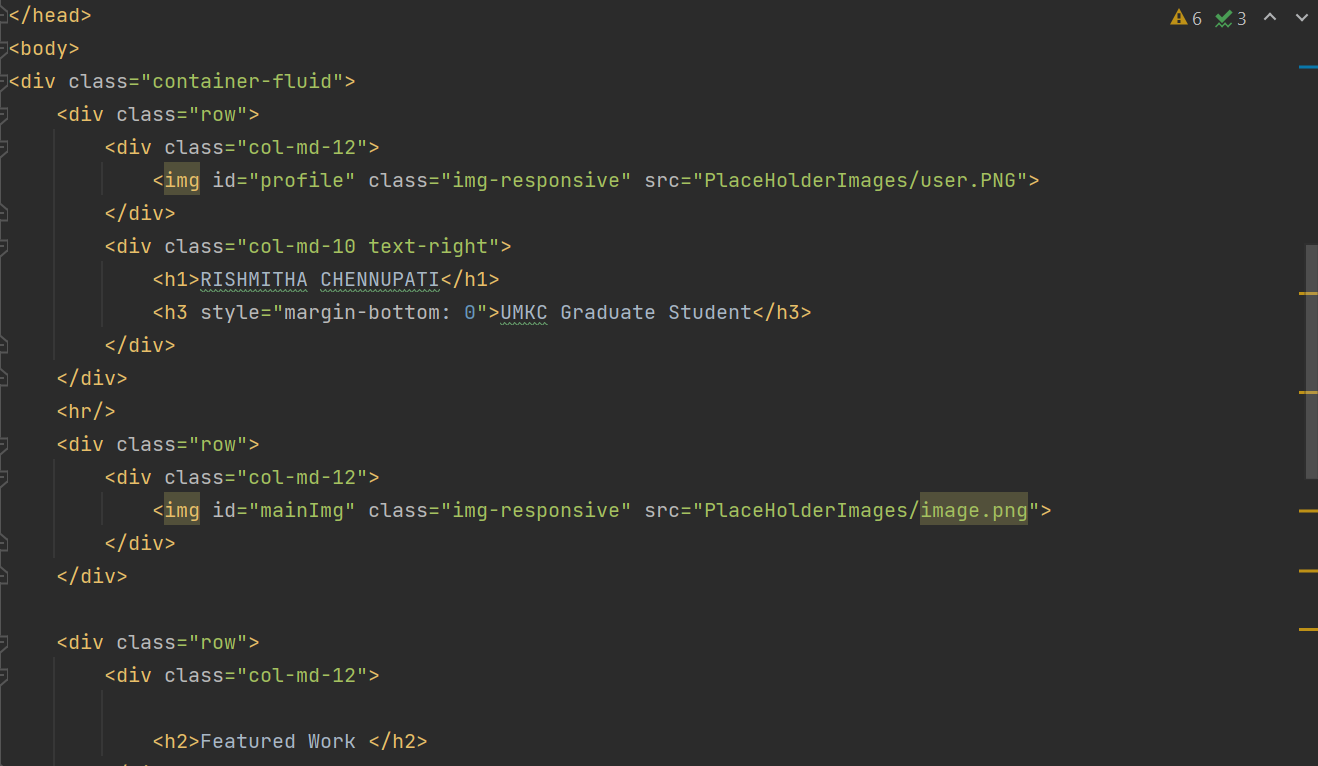 </head>
6 3
<body>
<div class="container-fluid">
<div class="row">
<div class="col-md-12">
<img id="profile" class="img-responsive" src="PlaceHolderImages/user.PNG">
</div>
<div class="col-md-10 text-right">
<h1>RISHMITHA CHENNUPATI</h1>
<h3 style="margin-bottom: 0">UMKC Graduate Student</h3>
</div>
</div>
<hr/>
<div class="row">
<div class="col-md-12">
<img id="mainImg" class="img-responsive" src="PlaceHolderImages/image.png">
</div>
</div>
<div class="row">
<div class="col-md-12">
<h2>Featured Work </h2>